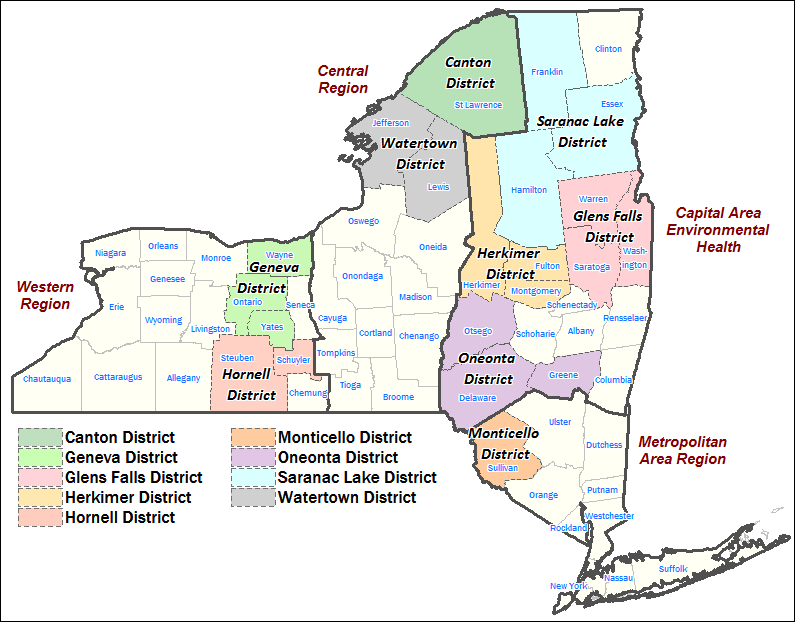 Central
Region
Canton
District
St Lawrence
Franklin
Clinton
Essex
Saranac Lake
District
Jefferson
Watertown
District
Lewis
Hamilton
Warren
Glens Falls
District
Wash-
ington
Saratoga
Capital Area
Environmental
Health
Oswego
Oneida
Herkimer
District
Fulton
Herkimer
Montgomery
Western
Region
Niagara
Orleans
Monroe
Wayne
Geneva
District
Genesee
Ontario
Seneca
Erie
Wyoming
Livingston
Yates
Onondaga
Madison
Cayuga
Cortland
Chenango
Otsego
Schoharie
Schenectady
Albany
Rensselaer
Steuben
Schuyler
Hornell
District
Tompkins
Chautauqua
Cattaraugus
Allegany
Chemung
Tioga
Broome
Oneonta
District
Delaware
Greene
Columbia
Monticello
District
Sullivan
Ulster
Dutchess
Metropolitan
Area Region
Orange
Putnam
Westchester
Rockland
New York
Nassau
Suffolk
Canton District
Geneva District
Glens Falls District
Herkimer District
Hornell District
Monticello District
Oneonta District
Saranac Lake District
Watertown District